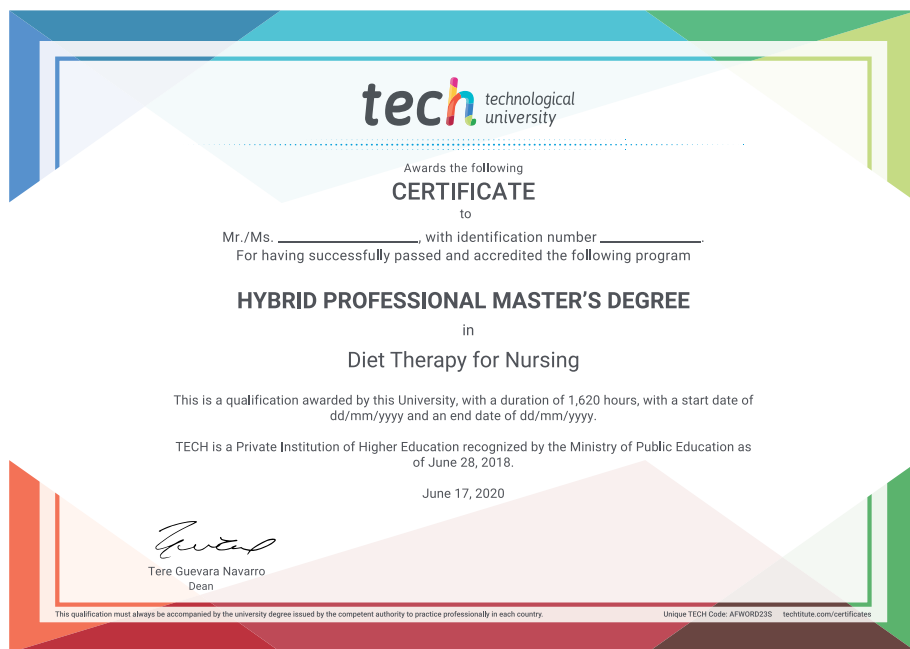 tech technological
university
Awards the following
CERTIFICATE
to
Mr./Ms. ____________, with identification number ____________.
For having successfully passed and accredited the following program
HYBRID PROFESSIONAL MASTER'S DEGREE
in
Diet Therapy for Nursing
This is a qualification awarded by this University, with a duration of 1,620 hours, with a start date of
dd/mm/yyyy and an end date of dd/mm/yyyy.
TECH is a Private Institution of Higher Education recognized by the Ministry of Public Education as
of June 28, 2018.
June 17, 2020
Tere Guevara Navarro
Dean
This qualification must always be accompanied by the university degree issued by the competent authority to practice professionally in each country.
Unique TECH Code: AFWORD23S techtitute.com/certificates